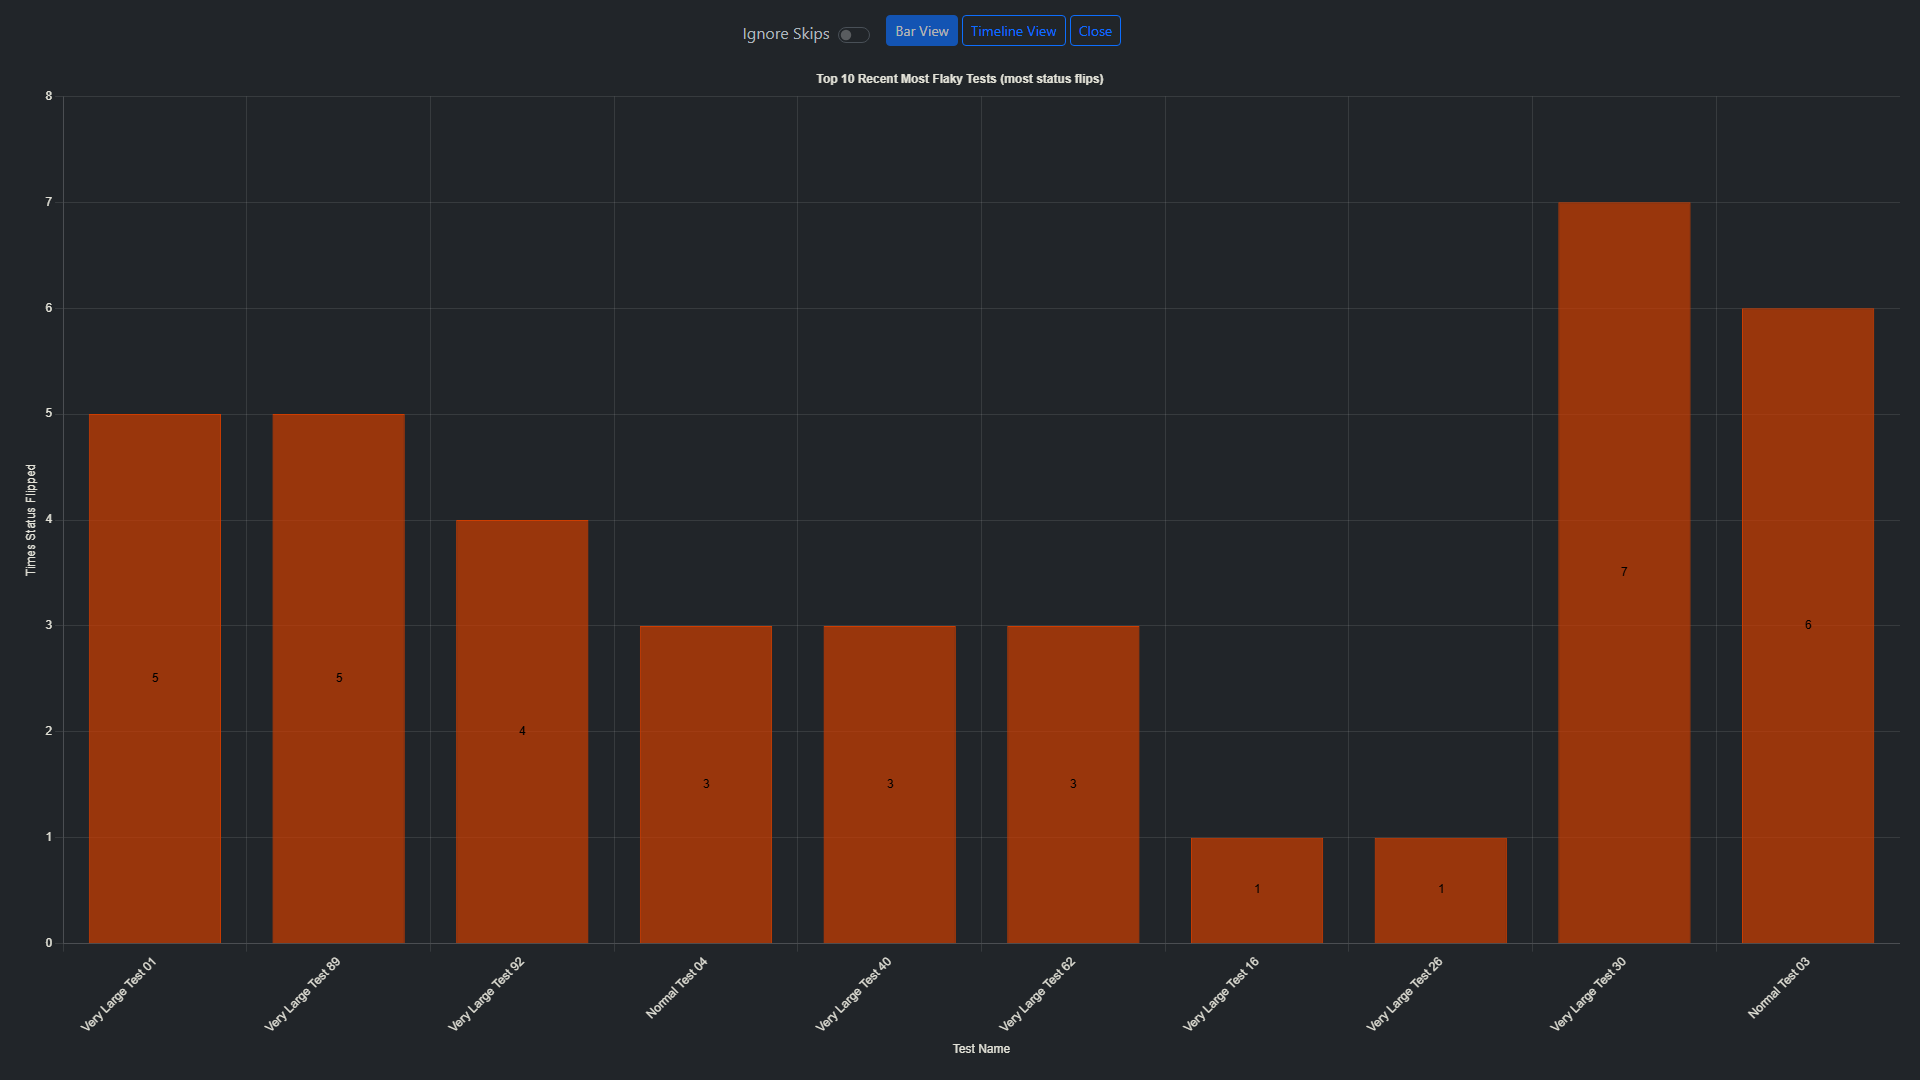 Ignore Skips
Bar View
Timeline View
Close
Top 10 Recent Most Flaky Tests (most status flips)
8
7
6
5
4
3
2
1
0
Times Status Flipped
5
5
4
3
3
3
1
1
7
6
Very Large Test 01
Very Large Test 89
Very Large Test 92
Normal Test 04
Very Large Test 40
Very Large Test 62
Very Large Test 16
Very Large Test 26
Very Large Test 30
Normal Test 03
Test Name